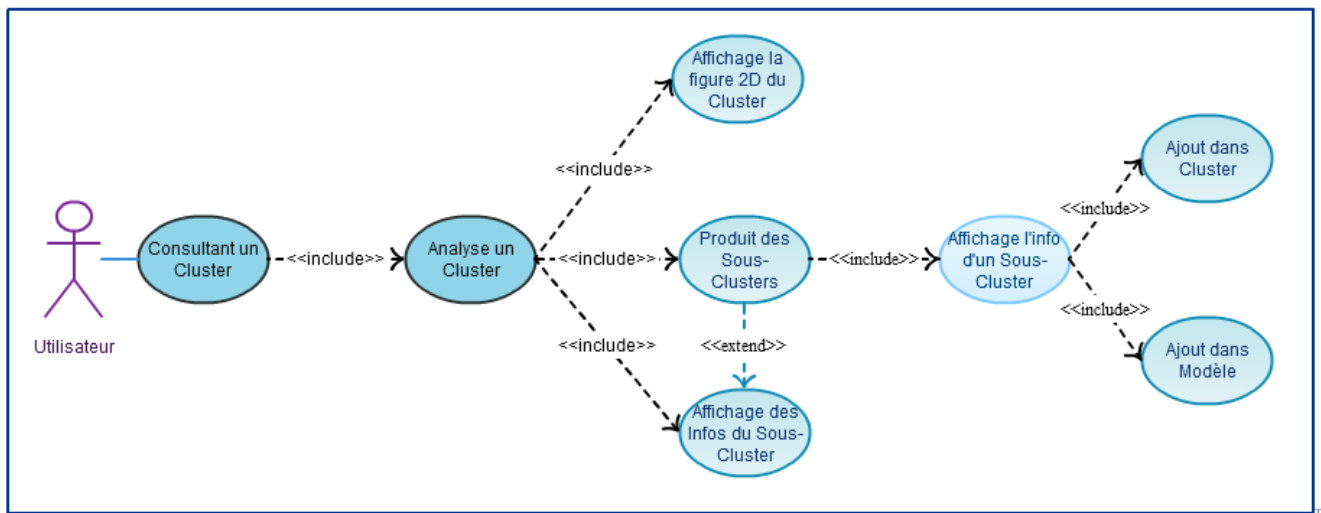 Affichage la
figure 2D du
Cluster
<<include>>
Ajout dans
Cluster
<<include>>
Utilisateur
Consultant un
Cluster
<<include>>
Analyse un
Cluster
<<include>>
Produit des
Sous-
Clusters
<<include>>
Affichage l'info
d'un Sous-
Cluster
<<include>>
<<include>>
<<extend>>
Ajout dans
Modèle
Affichage des
Infos du Sous-
Cluster